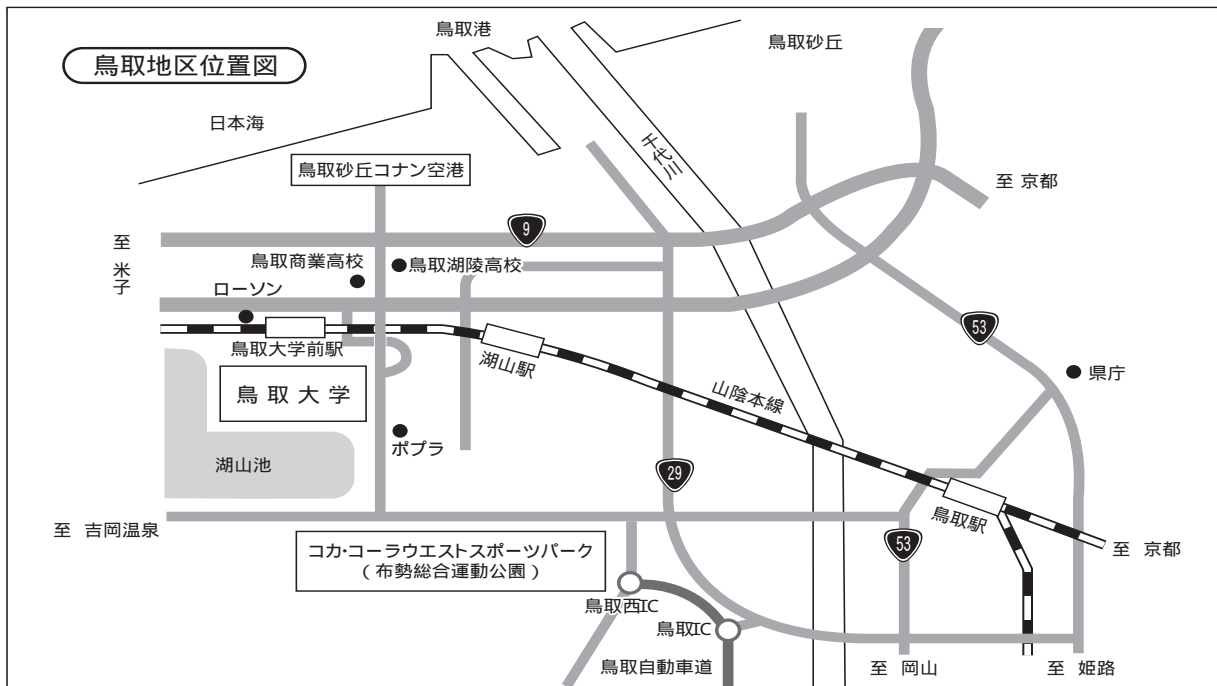 鳥取港
鳥取砂丘
鳥取地区位置図
日本海
千代川
鳥取砂丘コナン空港
至 京都
9
至 米子
鳥取商業高校
鳥取湖陵高校
ローソン
53
鳥取大学前駅
湖山駅
県庁
鳥取大学
山陰本線
ポプラ
湖山池
29
鳥取駅
至 吉岡温泉
53
至 京都
コカ・コーラウエストスポーツパーク
(布勢総合運動公園)
鳥取西IC
鳥取IC
鳥取自動車道
至 岡山
至 姫路